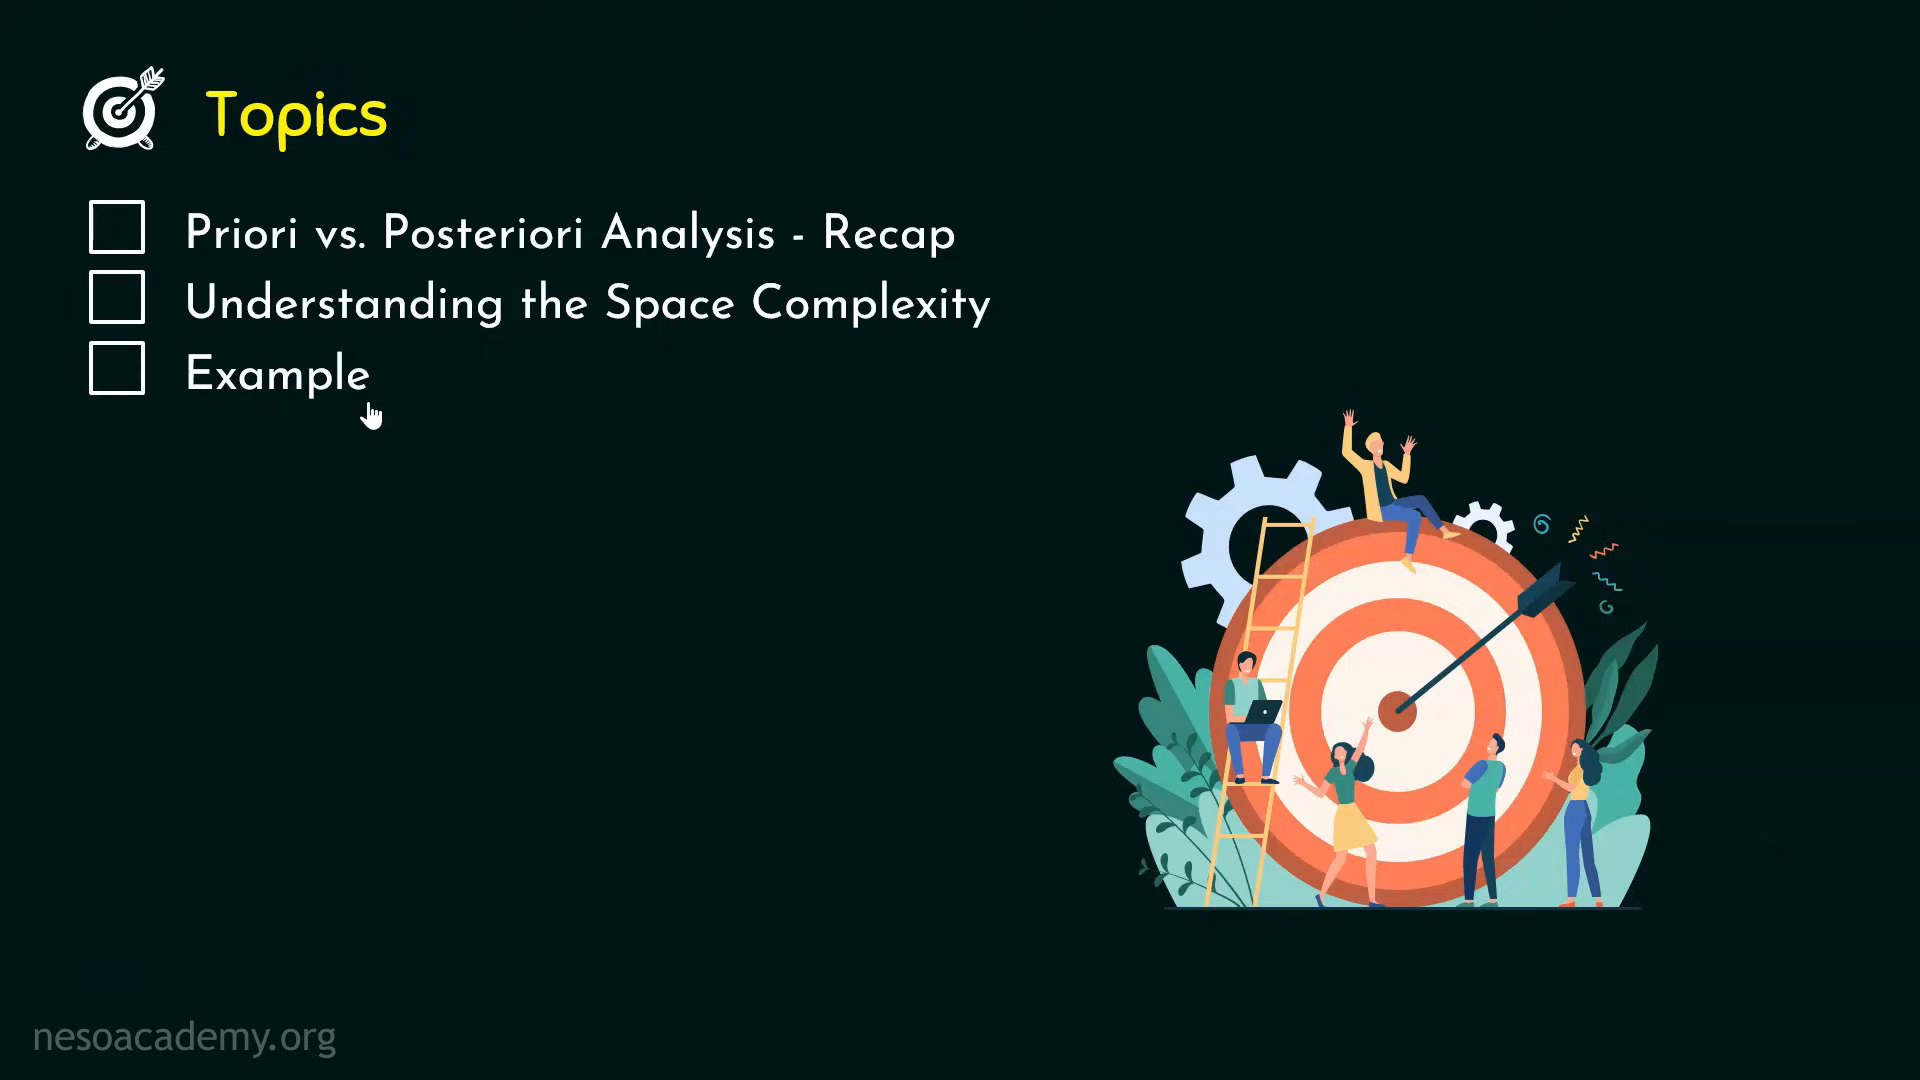 Topics
Priori vs. Posteriori Analysis - Recap
Understanding the Space Complexity
Example
nesoacademy.org